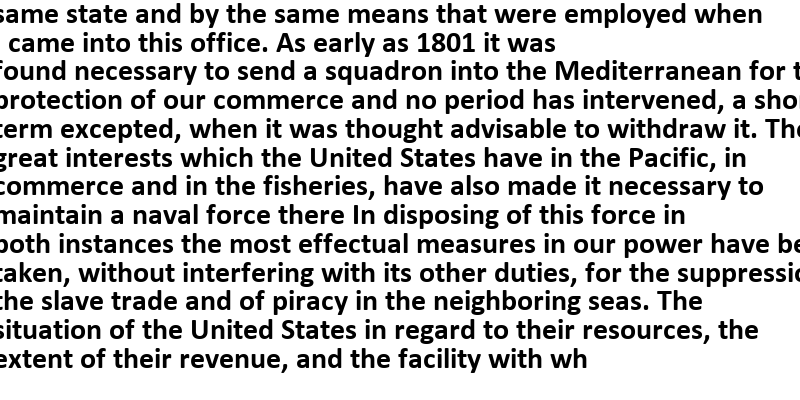 same state and by the same means that were employed when
came into this office. As early as 1801 it was
found necessary to send a squadron into the Mediterranean for
protection of our commerce and no period has intervened, a
term excepted, when it was thought advisable to withdraw it.
great interests which the United States have in the Pacific, in
commerce and in the fisheries, have also made it necessary to
maintain a naval force there In disposing of this force in
both instances the most effectual measures in our power have
taken, without interfering with its other duties, for the
the slave trade and of piracy in the neighboring seas. The
situation of the United States in regard to their resources, the
extent of their revenue, and the facility with wh